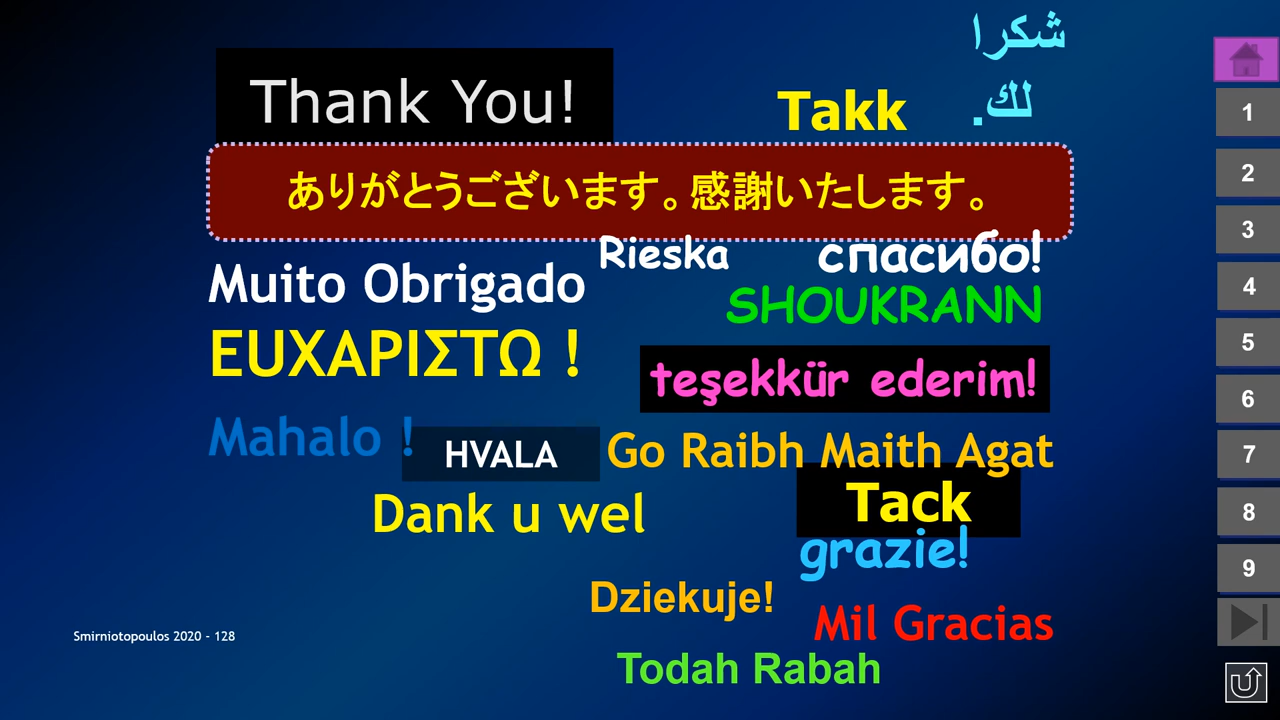 شكرا
لك.
Thank You!
Takk
ありがとうございます。感謝いたします。
Rieska
спасибо!
Muito Obrigado
SHOUKRANN
ΕΥΧΑΡΙΣΤΩ !
teşekkür ederim!
Mahalo !
HVALA
Go Raibh Maith Agat
Tack
Dank u wel
grazie!
Dziekuje!
Mil Gracias
Smirniotopoulos 2020 - 128
Todah Rabah
1
2
3
4
5
6
7
8
9